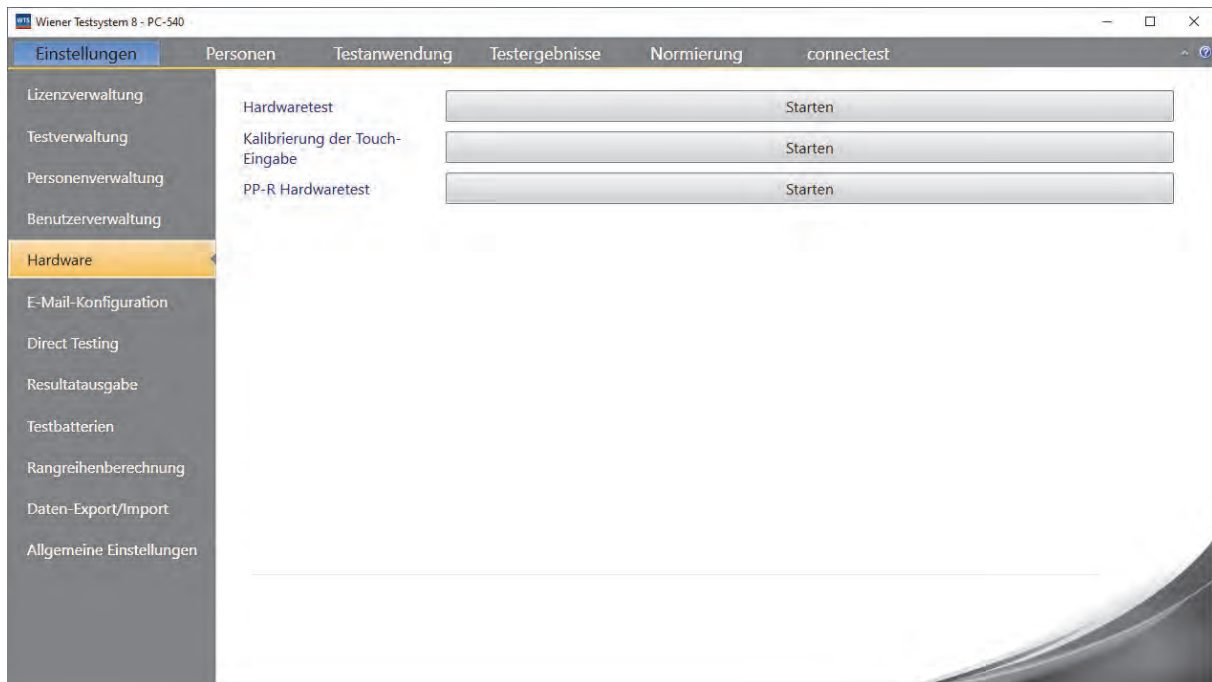 WTS Wiener Testsystem 8 - PC-540
Einstellungen Personen Testanwendung Testergebnisse Normierung connectest
Lizenzverwaltung
Testverwaltung
Personenverwaltung
Benutzerverwaltung
Hardware
E-Mail-Konfiguration
Direct Testing
Resultatausgabe
Testbatterien
Rangreihenberechnung
Daten-Export/Import
Allgemeine Einstellungen
Hardwaretest Starten
Kalibrierung der Touch-
Eingabe Starten
PP-R Hardwaretest Starten